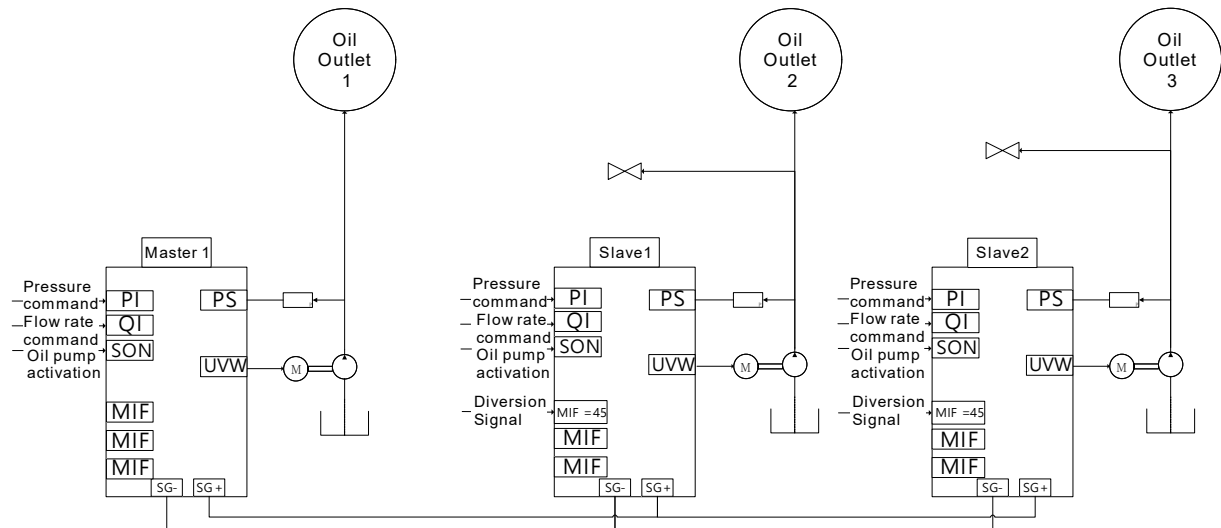 Oil
Outlet
1
Oil
Outlet
2
Oil
Outlet
3
Master 1
Pressure
command
Flow rate
command
Oil pump
activation
PI
QI
SON
MIF
MIF
MIF
PS
UVW
M
SG-
SG+
Slave1
Pressure
command
Flow rate
command
Oil pump
activation
Diversion
Signal
PI
QI
SON
MIF =45
MIF
MIF
PS
UVW
M
SG-
SG+
Slave2
Pressure
command
Flow rate
command
Oil pump
activation
Diversion
Signal
PI
QI
SON
MIF =45
MIF
MIF
PS
UVW
M
SG-
SG+